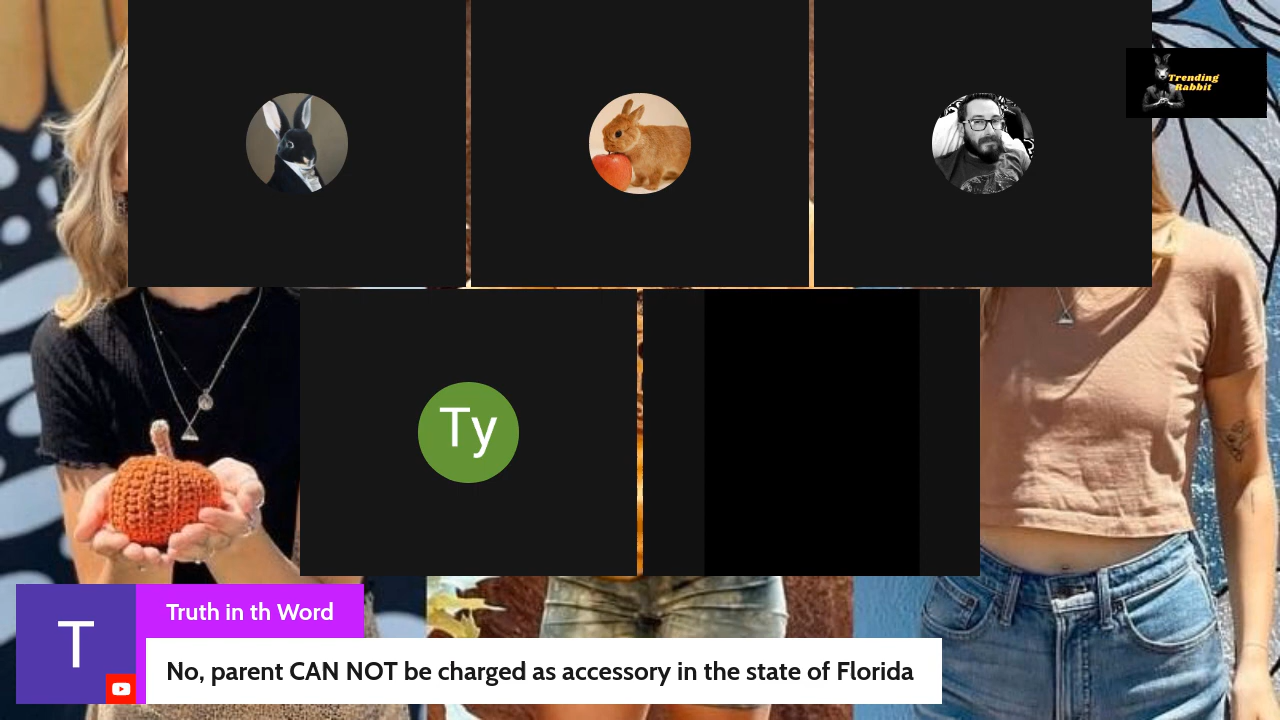 Trending
Rabbit
Ty
T
Truth in th Word
No, parent CAN NOT be charged as accessory in the state of Florida